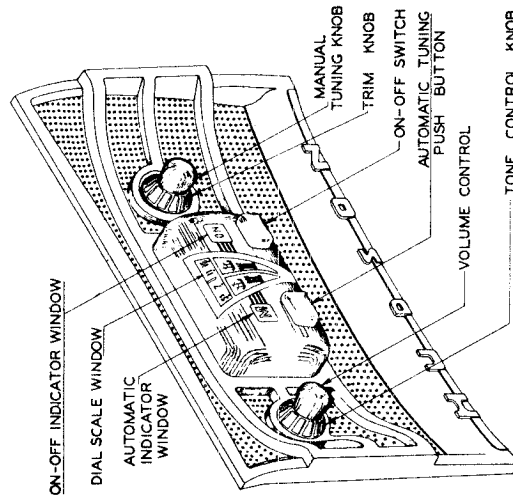 ON-OFF INDICATOR WINDOW
DIAL SCALE WINDOW
AUTOMATIC
INDICATOR
WINDOW
ON
MANUAL
TUNING KNOB
TRIM KNOB
ON-OFF SWITCH
AUTOMATIC TUNING
PUSH BUTTON
VOLUME CONTROL
TONE CONTROL KNOB